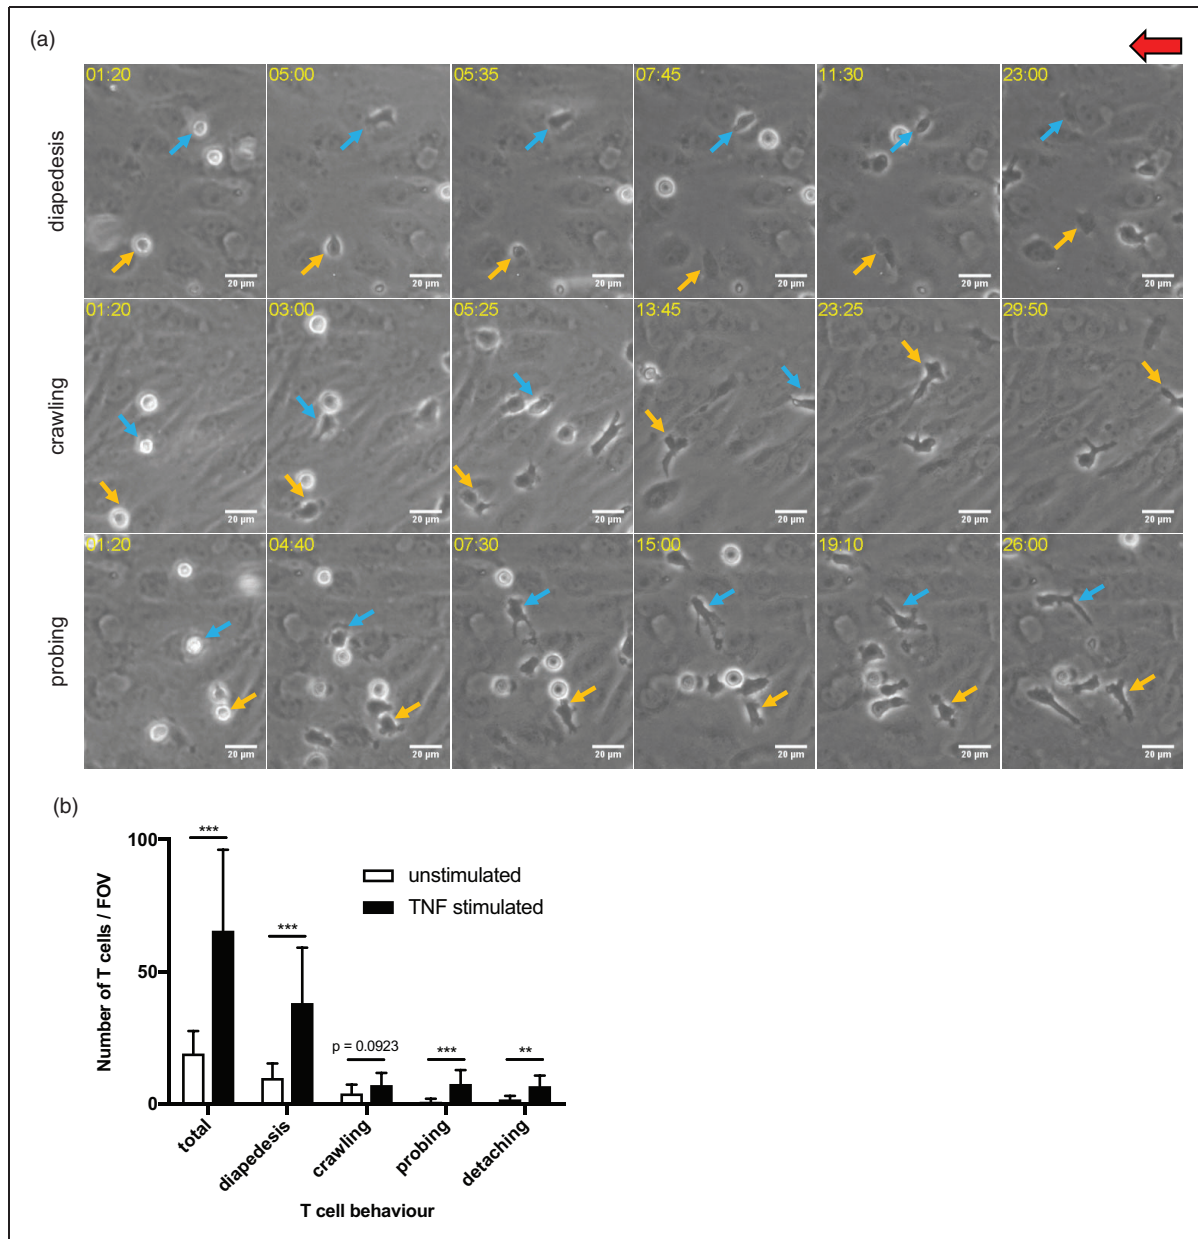 (a)
diapedesis
01:20 05:00 05:35 07:45 11:30 23:00
20 µm 20 µm 20 µm 20 µm 20 µm 20 µm
crawling
01:20 03:00 05:25 13:45 23:25 29:50
20 µm 20 µm 20 µm 20 µm 20 µm 20 µm
probing
01:20 04:40 07:30 15:00 19:10 26:00
20 µm 20 µm 20 µm 20 µm 20 µm 20 µm
(b)
Number of T cells / FOV
100
50
0
***
***
p = 0.0923
***
**
unstimulated
TNF stimulated
total
diapedesis
crawling
probing
detaching
T cell behaviour